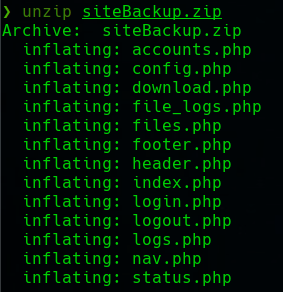 ❯ unzip siteBackup.zip
Archive:  siteBackup.zip
  inflating: accounts.php
  inflating: config.php
  inflating: download.php
  inflating: file_logs.php
  inflating: files.php
  inflating: footer.php
  inflating: header.php
  inflating: index.php
  inflating: login.php
  inflating: logout.php
  inflating: logs.php
  inflating: nav.php
  inflating: status.php